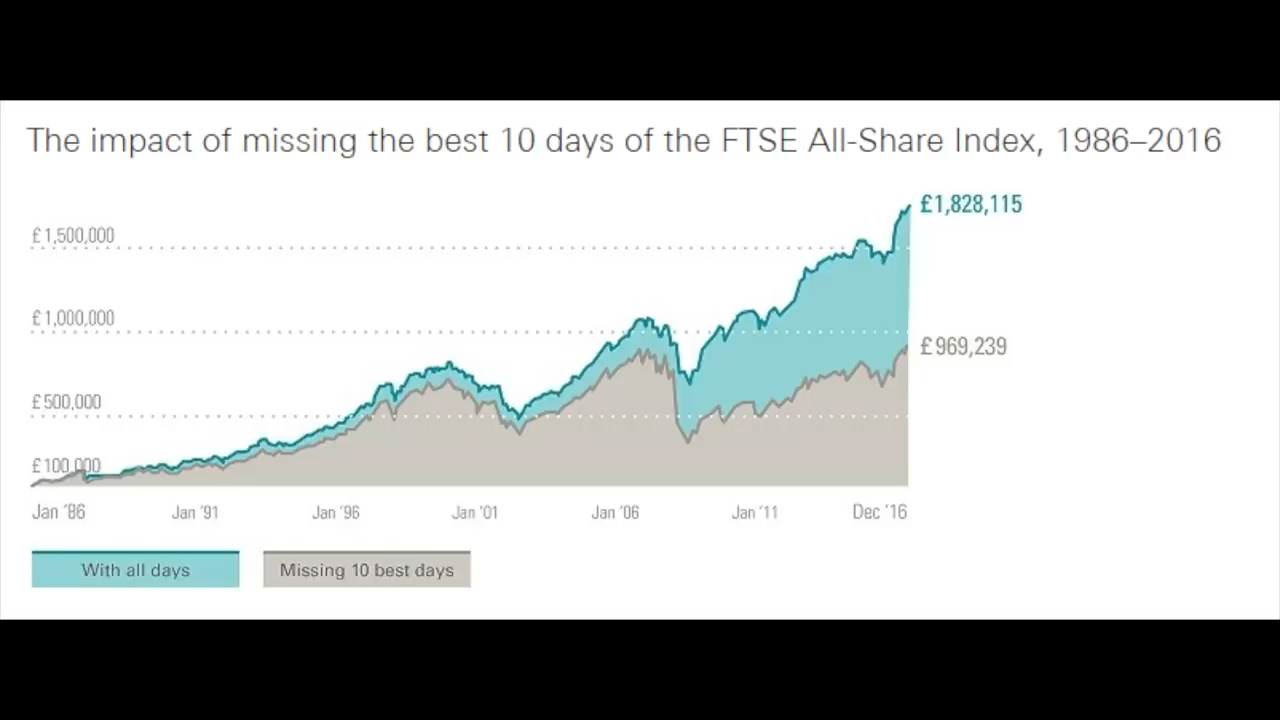 The impact of missing the best 10 days of the FTSE All-Share Index, 1986–2016
£1,828,115
£1,500,000
£1,000,000
£969,239
£500,000
£100,000
Jan '86 Jan '91 Jan '96 Jan '01 Jan '06 Jan '11 Dec '16
With all days Missing 10 best days